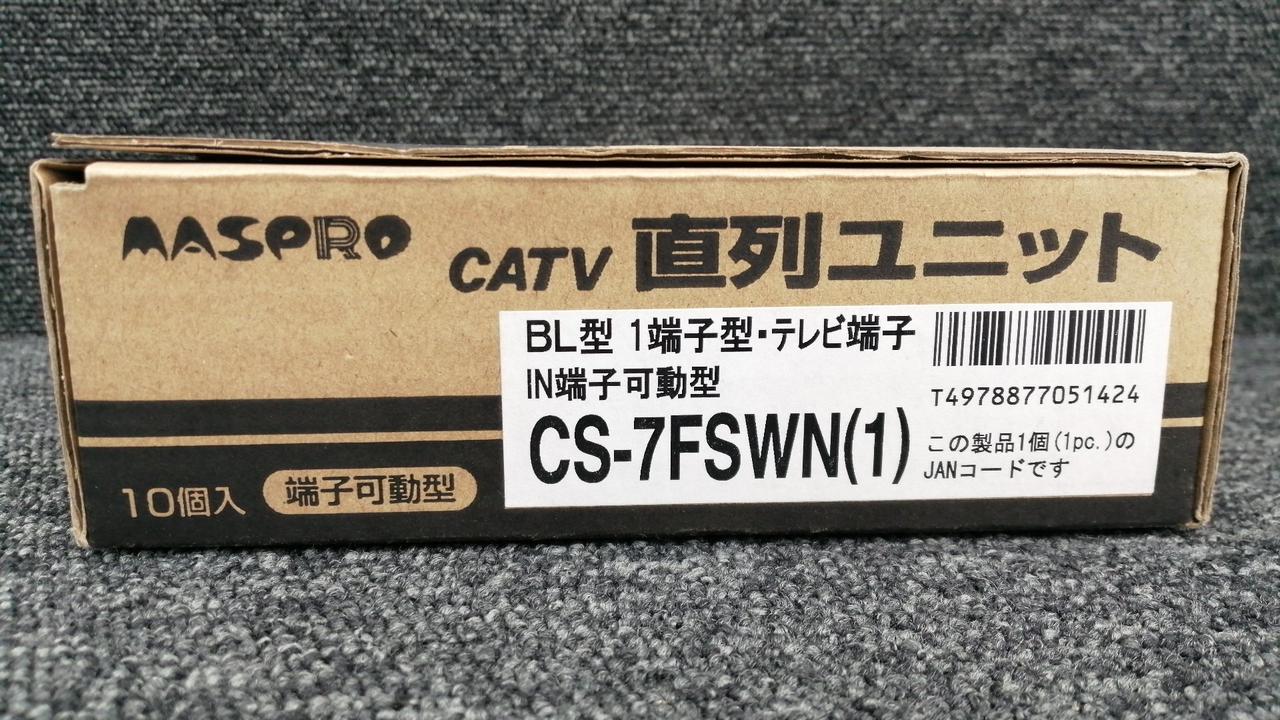 MASPRO
CATV 直列ユニット
BL型 1端子型・テレビ端子
IN端子可動型
CS-7FSWN(1)
T4978877051424
この製品1個(1pc.)の
JANコードです
10個入 端子可動型